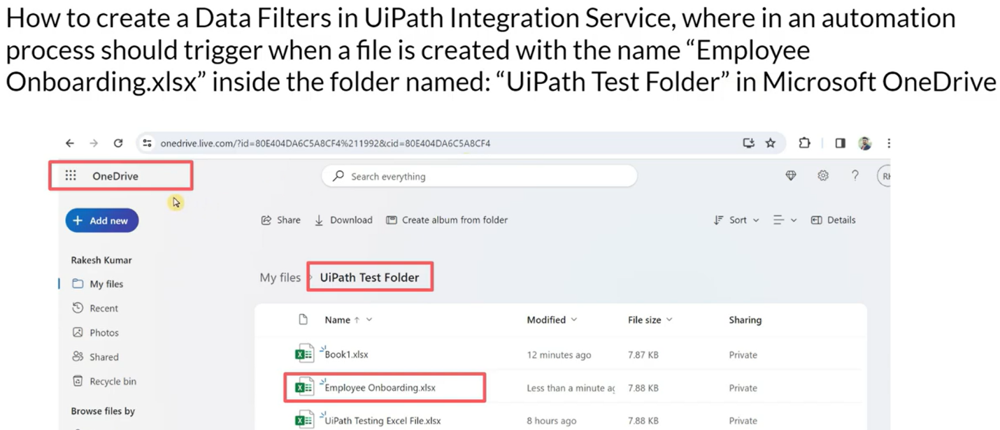 How to create a Data Filters in UiPath Integration Service, where in an automation
process should trigger when a file is created with the name “Employee
Onboarding.xlsx” inside the folder named: “UiPath Test Folder” in Microsoft OneDrive
onedrive.live.com/?id=80E404DA6C5A8CF4%211992&cid=80E404DA6C5A8CF4
OneDrive
Search everything
RK
Add new
Share
Download
Create album from folder
Sort
Details
Rakesh Kumar
My files
Recent
Photos
Shared
Recycle bin
Browse files by
My files > UiPath Test Folder
Name Modified File size Sharing
Book1.xlsx 12 minutes ago 7.87 KB Private
Employee Onboarding.xlsx Less than a minute 7.88 KB Private
UiPath Testing Excel File.xlsx 8 hours ago 7.88 KB Private